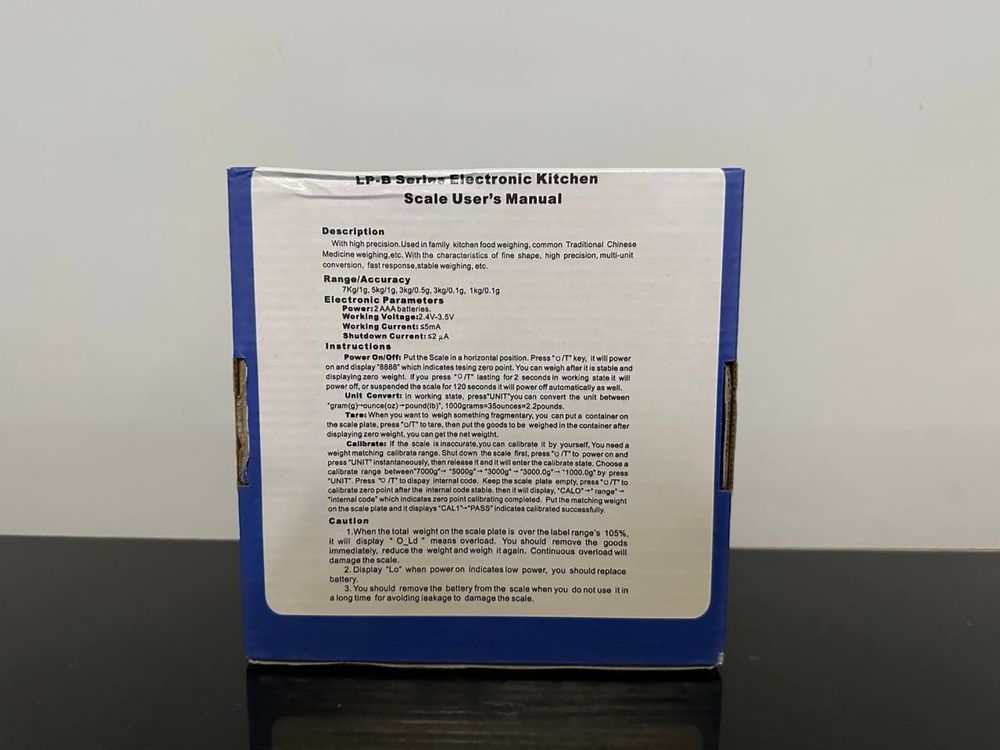 LP-B Series Electronic Kitchen
Scale User's Manual
Description
With high precision.Used in family kitchen food weighing, common Traditional Chinese
Medicine weighing,etc. With the characteristics of fine shape, high precision, multi-unit
conversion, fast response,stable weighing, etc.
Range/Accuracy
7Kg/1g, 5kg/1g, 3kg/0.5g, 3kg/0.1g, 1kg/0.1g
Electronic Parameters
Power:2 AAA batteries.
Working Voltage:2.4V-3.5V
Working Current: ≤5mA
Shutdown Current:≤2 μA
Instructions
Power On/Off: Put the Scale in a horizontal position. Press "o/T" key, it will power
on and display "8888" which indicates tesing zero point. You can weigh after it is stable and
displaying zero weight. If you press "O/T" lasting for 2 seconds in working state it will
power off, or suspended the scale for 120 seconds it will power off automatically as well.
Unit Convert: In working state, press"UNIT"you can convert the unit between
"gram(g)→ounce(oz)→pound(lb)", 1000grams=35ounces=2.2pounds.
Tare: When you want to weigh something fragmentary, you can put a container on
the scale plate, press "o/T" to tare, then put the goods to be weighed in the container after
displaying zero weight, you can get the net weigtht.
Calibrate: If the scale is inaccurate,you can calibrate it by yourself, You need a
weight matching calibrate range. Shut down the scale first, press "o /T" to power on and
press "UNIT" instantaneously, then release it and it will enter the calibrate state. Choose a
calibrate range between"7000g"→ "5000g"→ "3000g"→ "3000.0g"→ "1000.0g"by press
"UNIT". Press "O /T" to dispay internal code. Keep the scale plate empty, press "o /T" to
calibrate zero point after the internal code stable, then it will display, "CALO"→" range"→
"internal code" which indicates zero point calibrating completed. Put the matching weight
on the scale plate and it displays "CAL1"→"PASS" indicates calibrated successfully.
Caution
1.When the total weight on the scale plate is over the label range's 105%,
it will display " O_Ld " means overload. You should remove the goods
immediately, reduce the weight and weigh it again. Continuous overload will
damage the scale.
2. Display "Lo" when power on indicates low power, you should replace
battery.
3. You should remove the battery from the scale when you do not use it in
a long time for avoiding leakage to damage the scale.